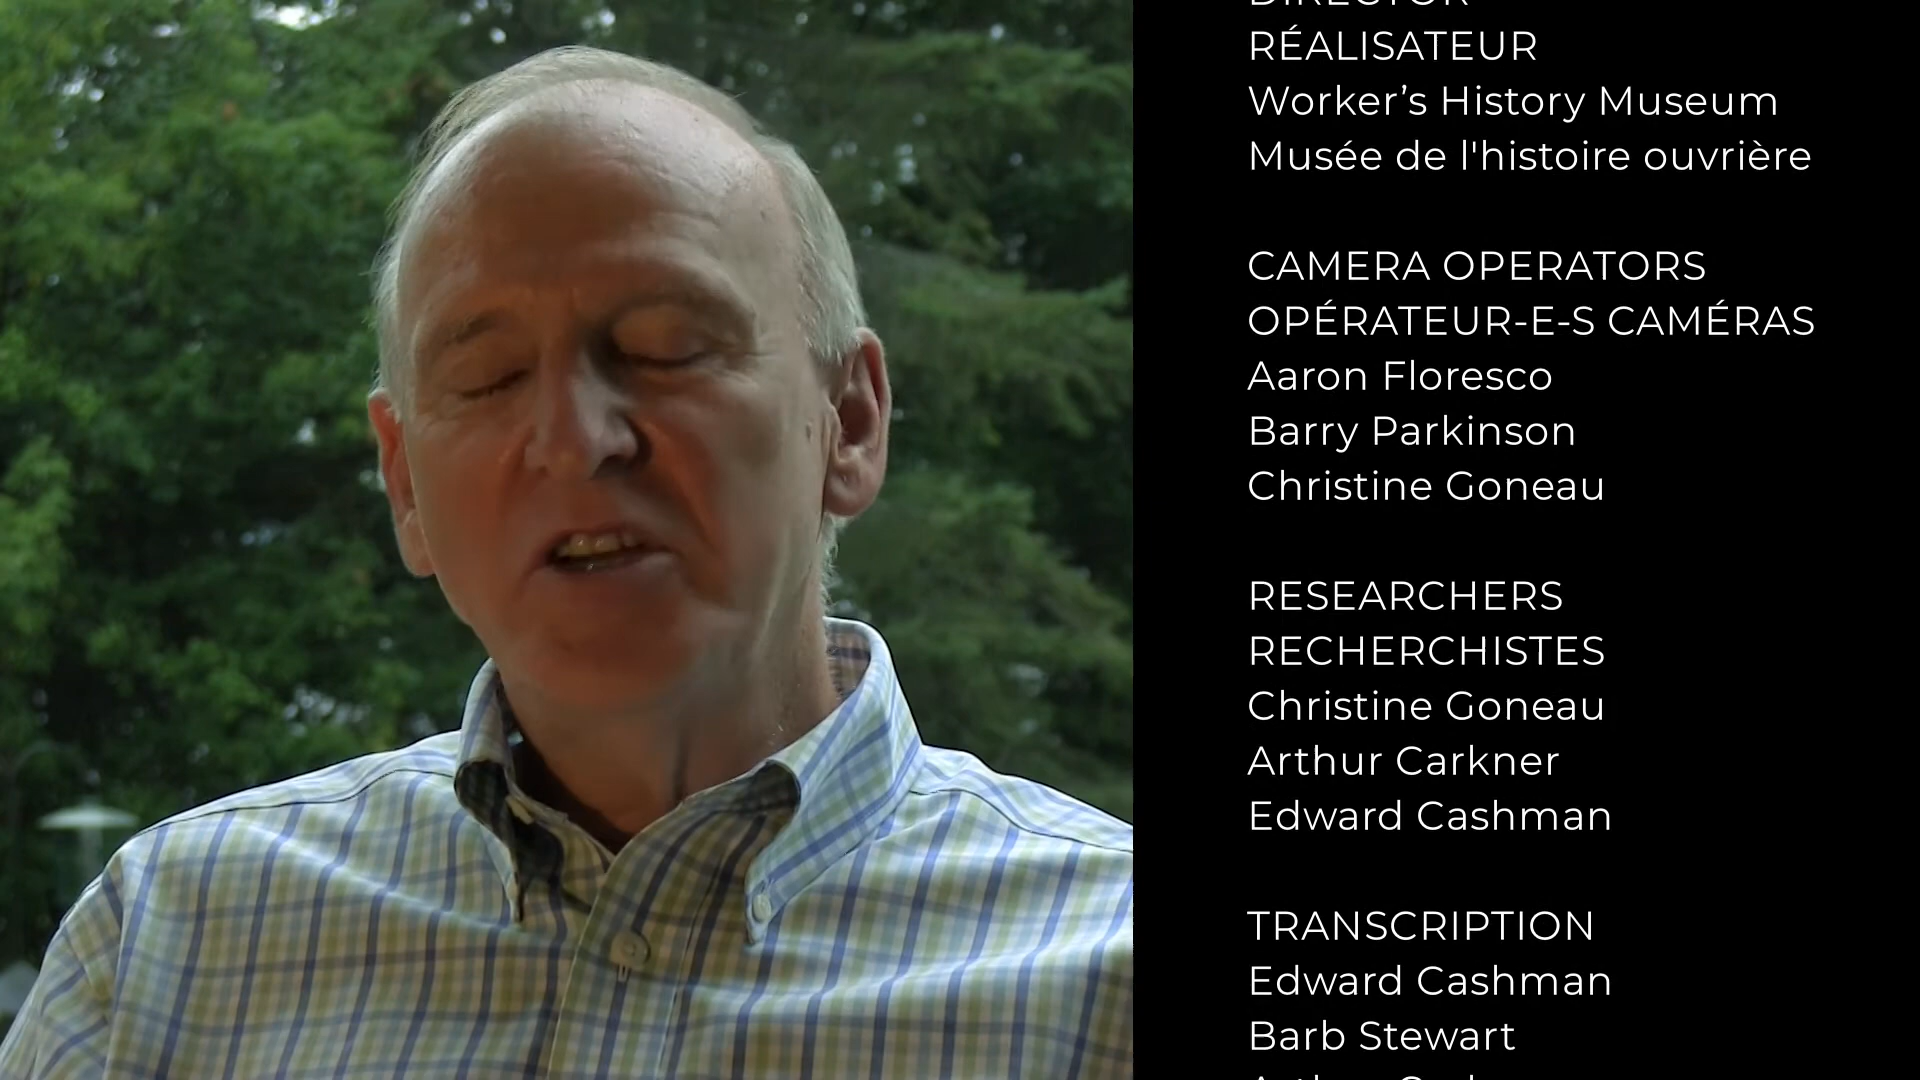 RÉALISATEUR
Worker’s History Museum
Musée de l'histoire ouvrière
CAMERA OPERATORS
OPÉRATEUR-E-S CAMÉRAS
Aaron Floresco
Barry Parkinson
Christine Goneau
RESEARCHERS
RECHERCHISTES
Christine Goneau
Arthur Carkner
Edward Cashman
TRANSCRIPTION
Edward Cashman
Barb Stewart